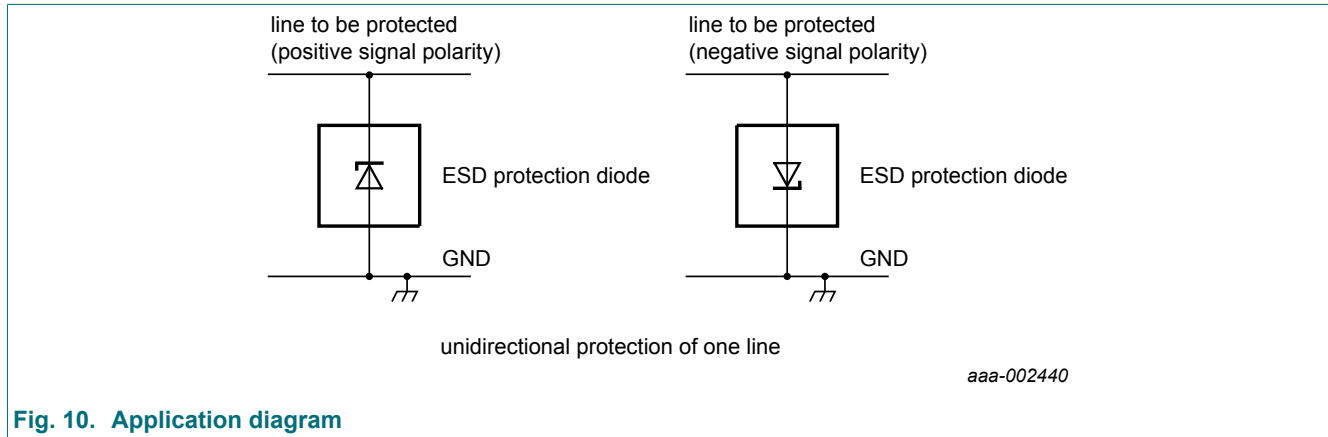 line to be protected
(positive signal polarity)
line to be protected
(negative signal polarity)
ESD protection diode
ESD protection diode
GND
GND
unidirectional protection of one line
aaa-002440
Fig. 10. Application diagram